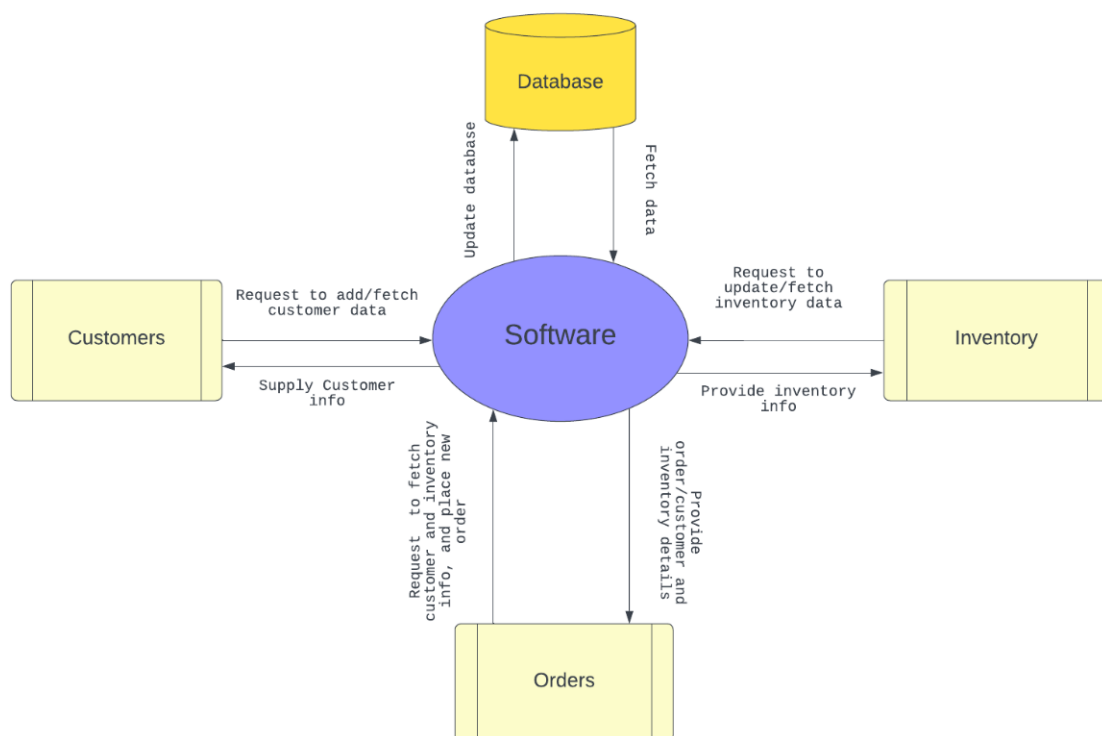 Database
Update database
Fetch data
Request to add/fetch
customer data
Request to
update/fetch
inventory data
Customers
Software
Inventory
Supply Customer
info
Provide inventory
info
Request  to fetch
customer and inventory
info, and place new
order
Provide
order/customer and
inventory details
Orders